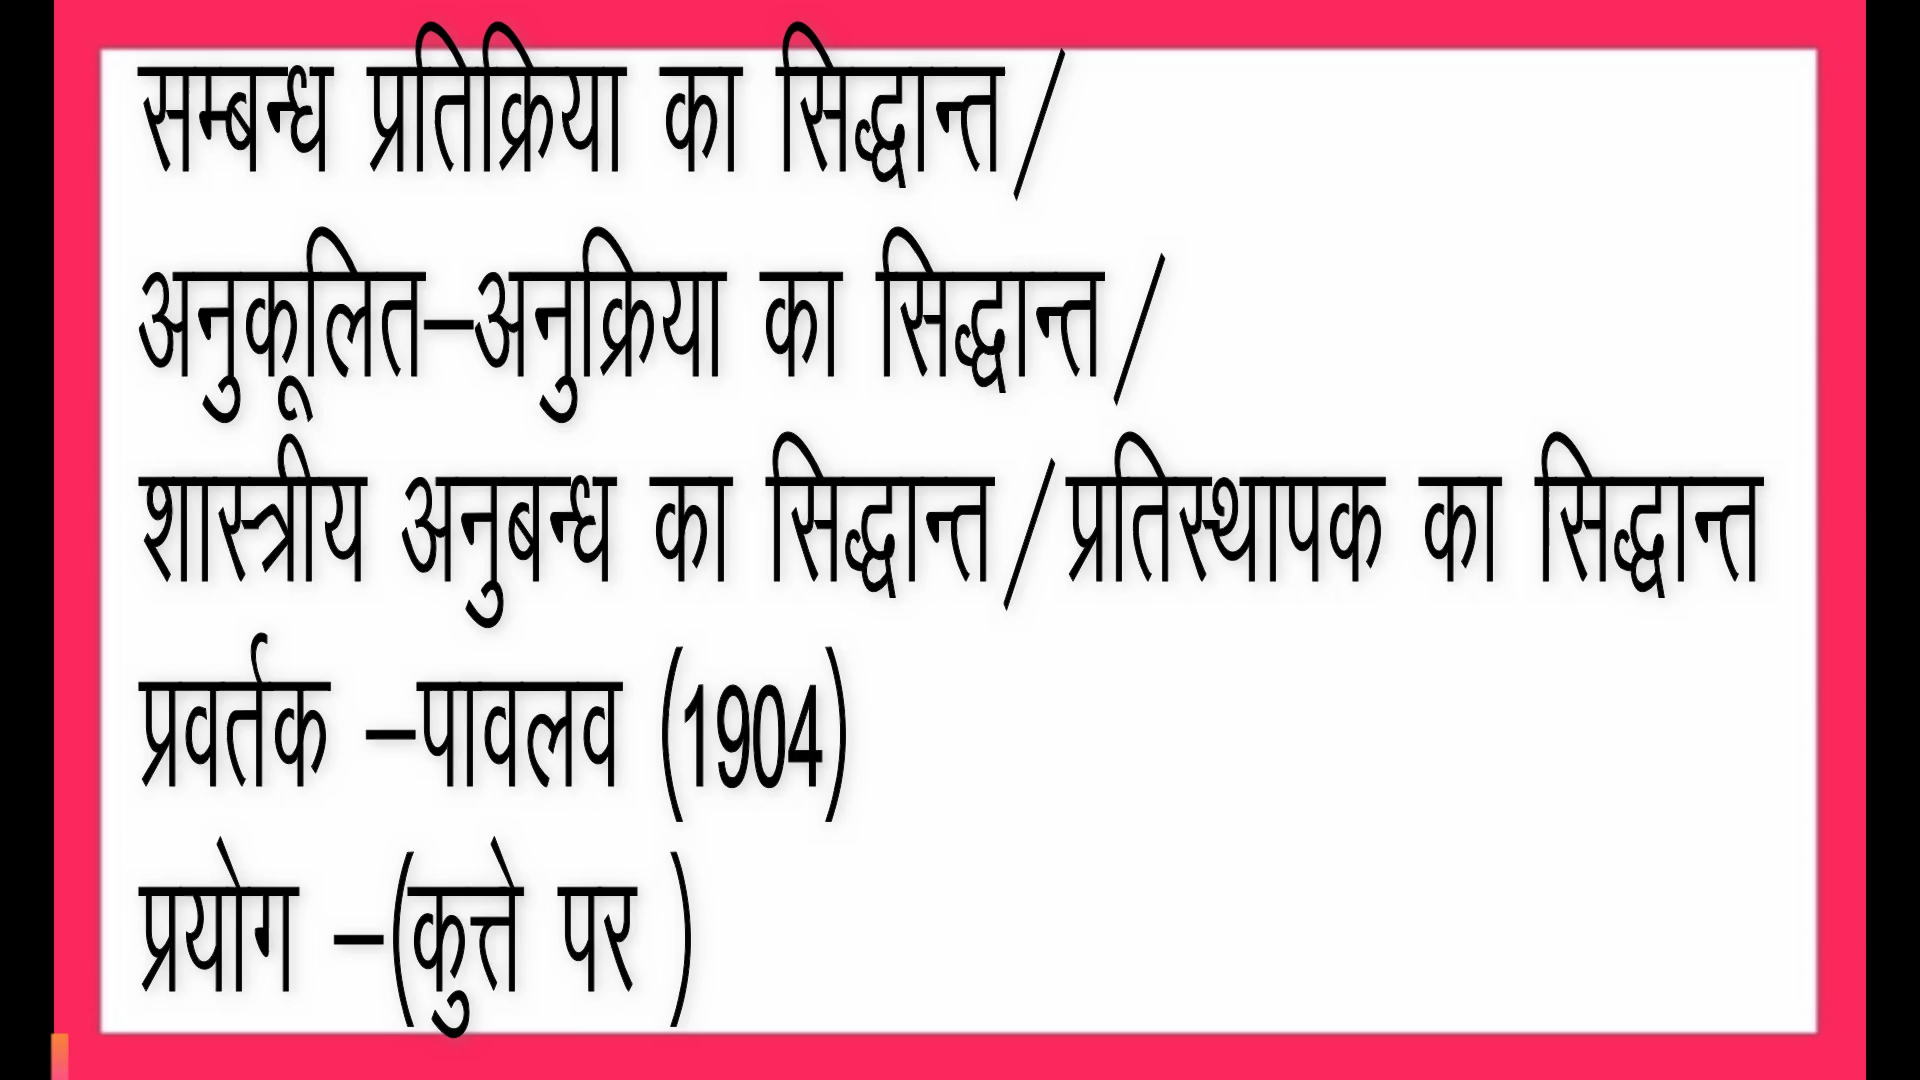 सम्बन्ध प्रतिक्रिया का सिद्धान्त/
अनुकूलित–अनुक्रिया का सिद्धान्त/
शास्त्रीय अनुबन्ध का सिद्धान्त/प्रतिस्थापक का सिद्धान्त
प्रवर्तक –पावलव (1904)
प्रयोग –(कुत्ते पर )